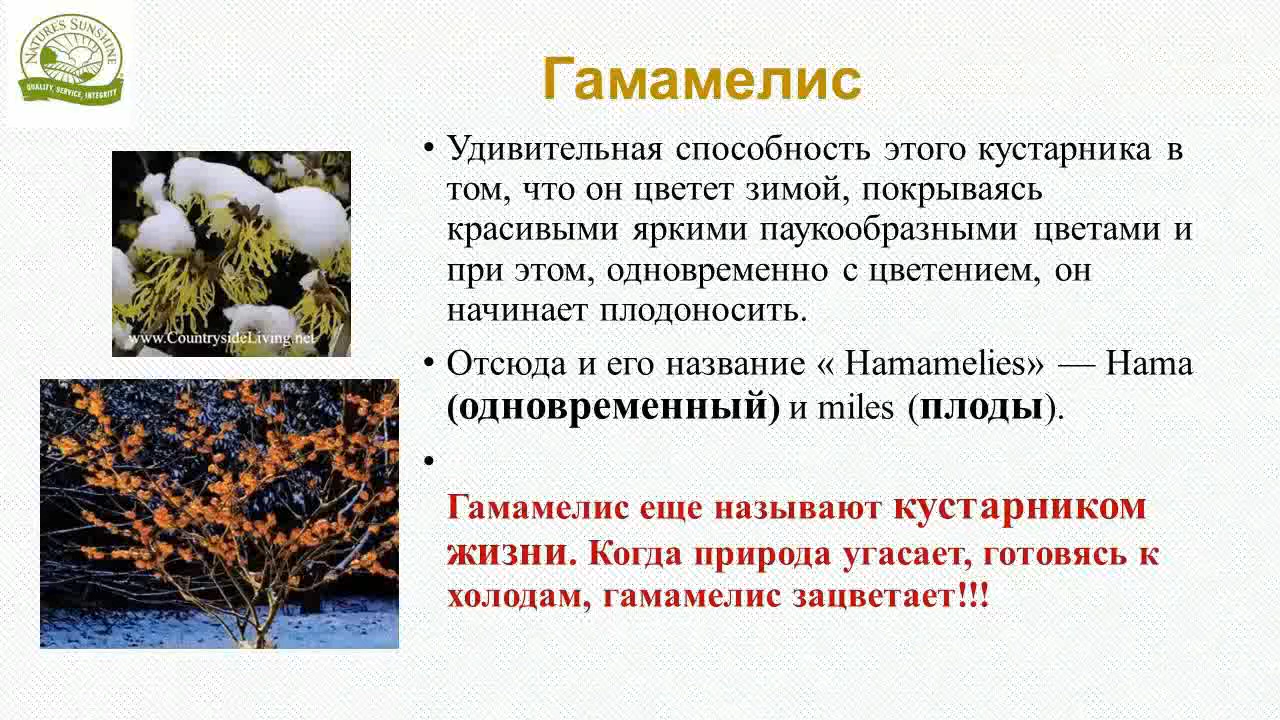 NATURE'S SUNSHINE
QUALITY, SERVICE, INTEGRITY
Гамамелис
• Удивительная способность этого кустарника в
том, что он цветет зимой, покрываясь
красивыми яркими паукообразными цветами и
при этом, одновременно с цветением, он
начинает плодоносить.
www.CountrysideLiving.net
• Отсюда и его название « Hamamelies» — Hama
(одновременный) и miles (плоды).
•
Гамамелис еще называют кустарником
жизни. Когда природа угасает, готовясь к
холодам, гамамелис зацветает!!!